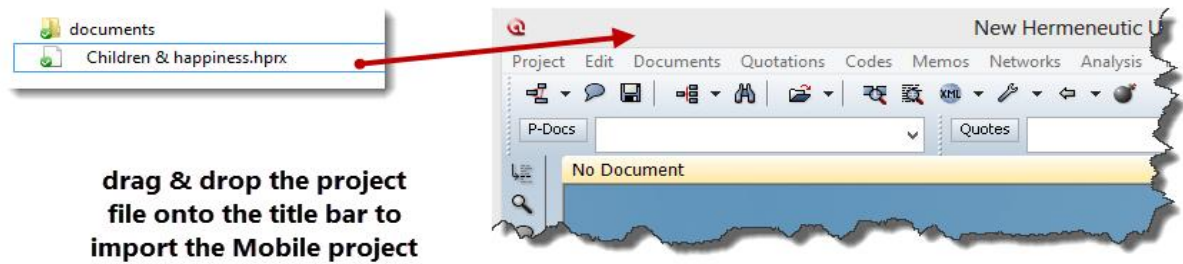 documents
Children & happiness.hprx
drag & drop the project
file onto the title bar to
import the Mobile project
New Hermeneutic U
Project Edit Documents Quotations Codes Memos Networks Analysis
XML
P-Docs Quotes
No Document